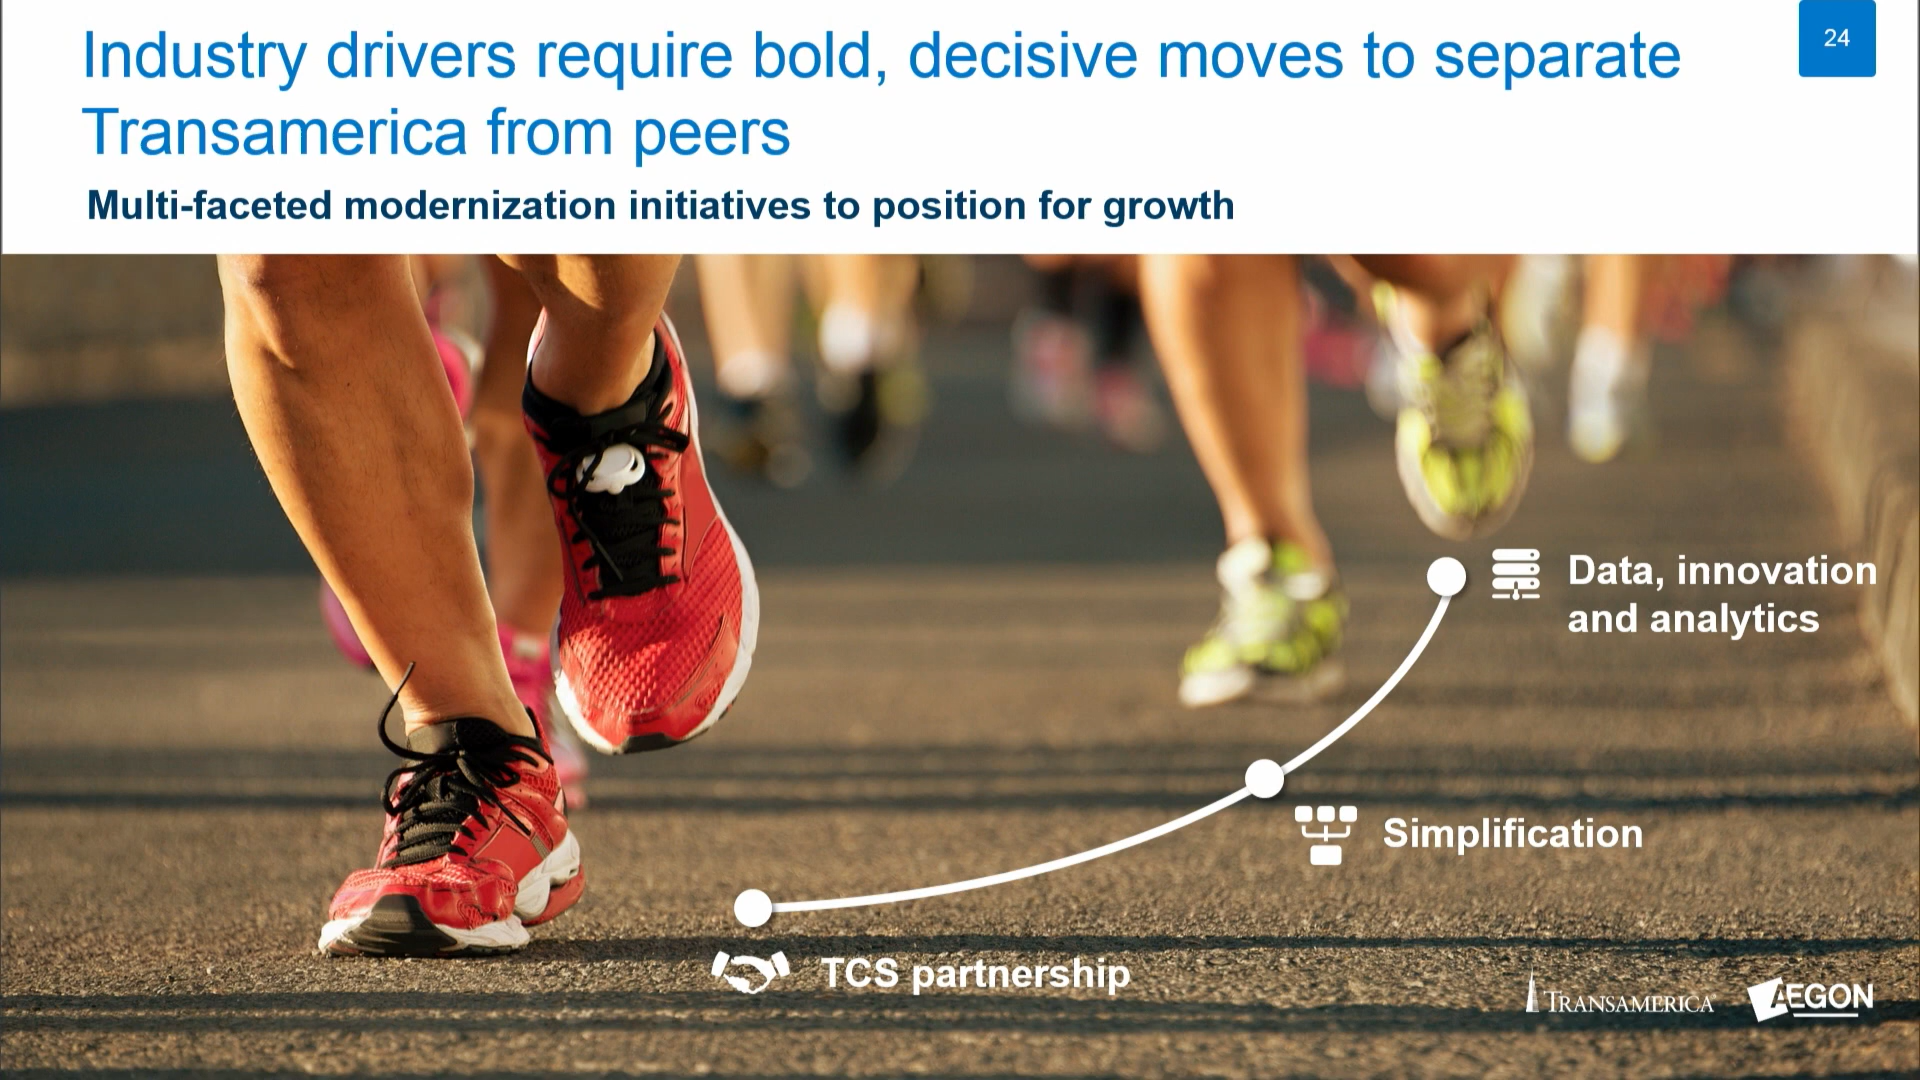 Industry drivers require bold, decisive moves to separate
Transamerica from peers
24
Multi-faceted modernization initiatives to position for growth
Data, innovation
and analytics
Simplification
TCS partnership
TRANSAMERICA
AEGON